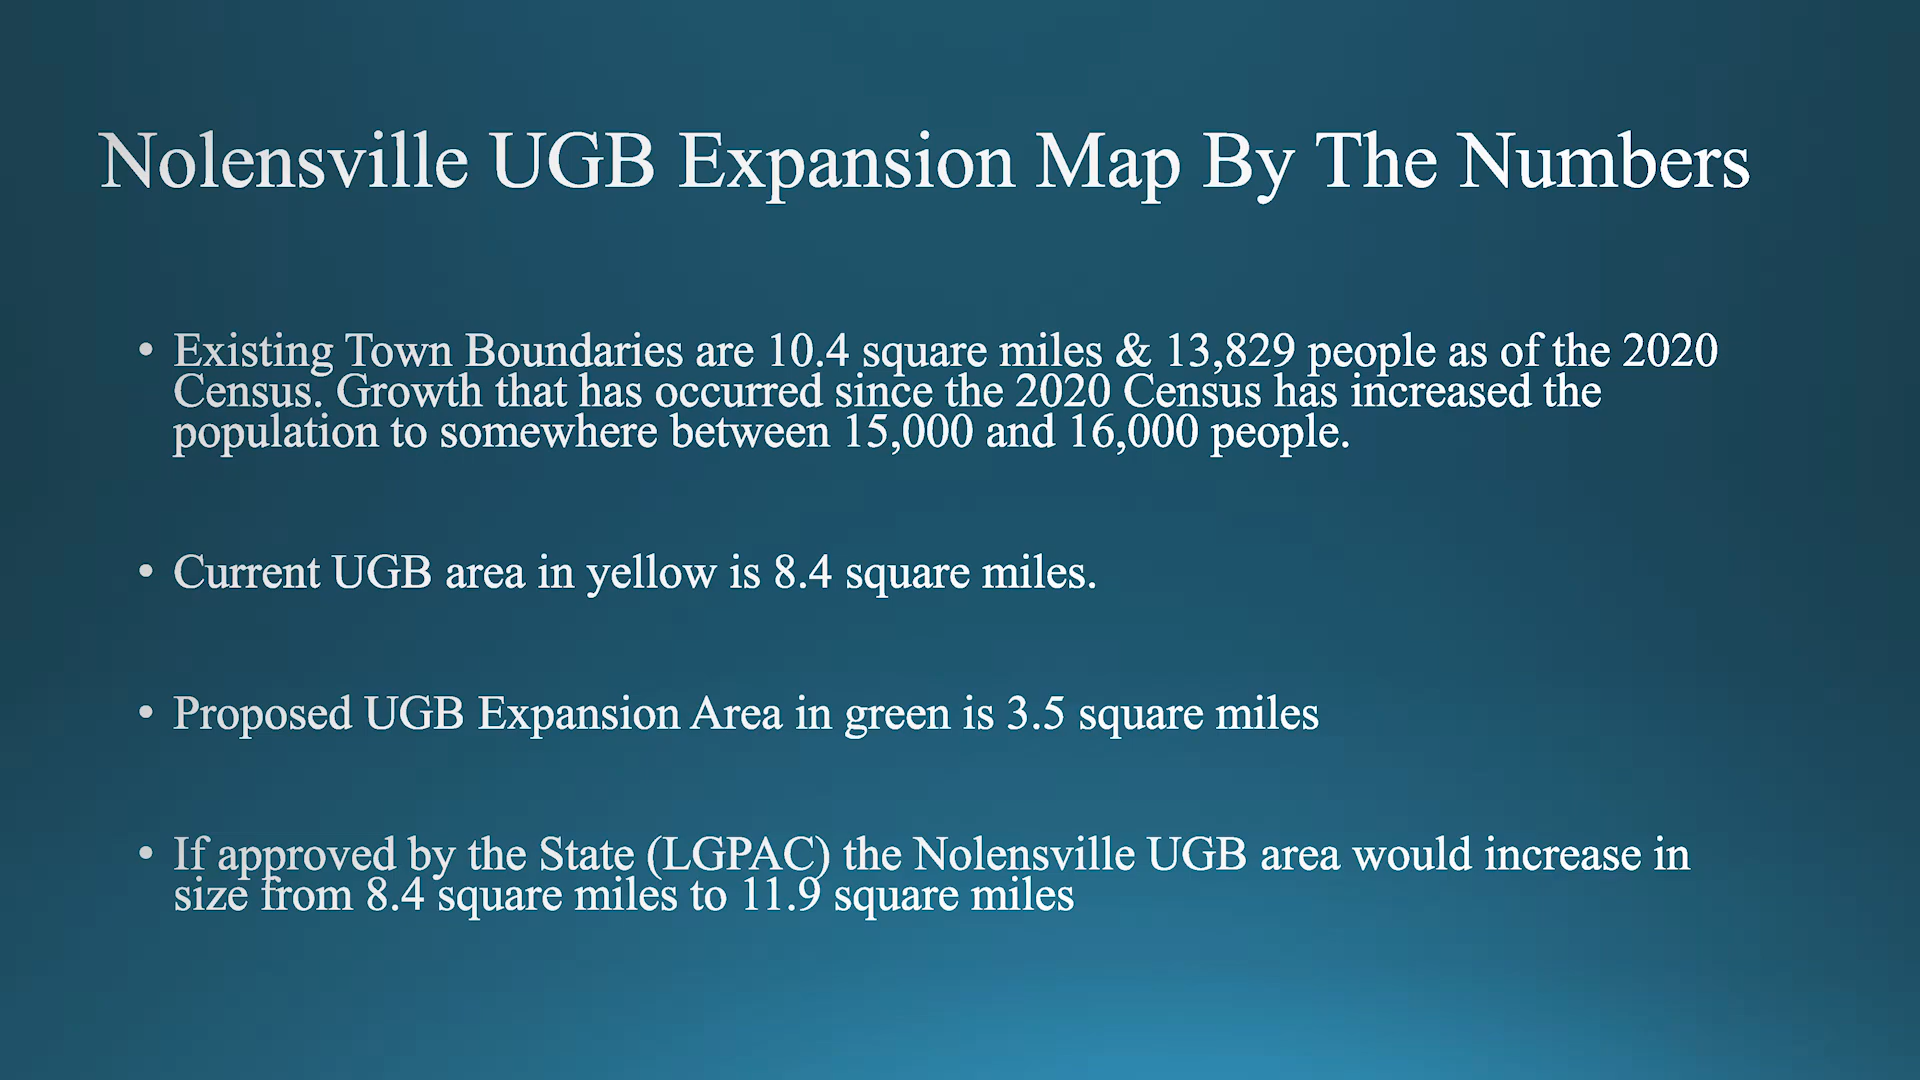 Nolensville UGB Expansion Map By The Numbers
• Existing Town Boundaries are 10.4 square miles & 13,829 people as of the 2020
Census. Growth that has occurred since the 2020 Census has increased the
population to somewhere between 15,000 and 16,000 people.
• Current UGB area in yellow is 8.4 square miles.
• Proposed UGB Expansion Area in green is 3.5 square miles
• If approved by the State (LGPAC) the Nolensville UGB area would increase in
size from 8.4 square miles to 11.9 square miles